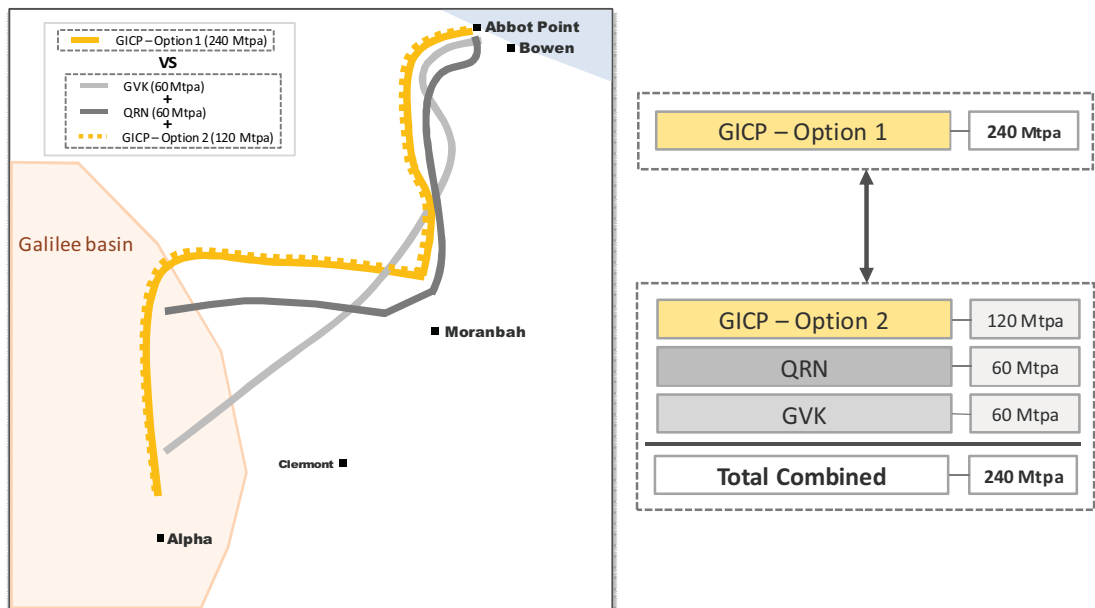 GICP – Option 1 (240 Mtpa)
VS
GVK (60 Mtpa)
+
QRN (60 Mtpa)
+
GICP – Option 2 (120 Mtpa)
Abbot Point
Bowen
Galilee basin
Moranbah
Clermont
Alpha
GICP – Option 1 240 Mtpa
GICP – Option 2 120 Mtpa
QRN 60 Mtpa
GVK 60 Mtpa
Total Combined 240 Mtpa